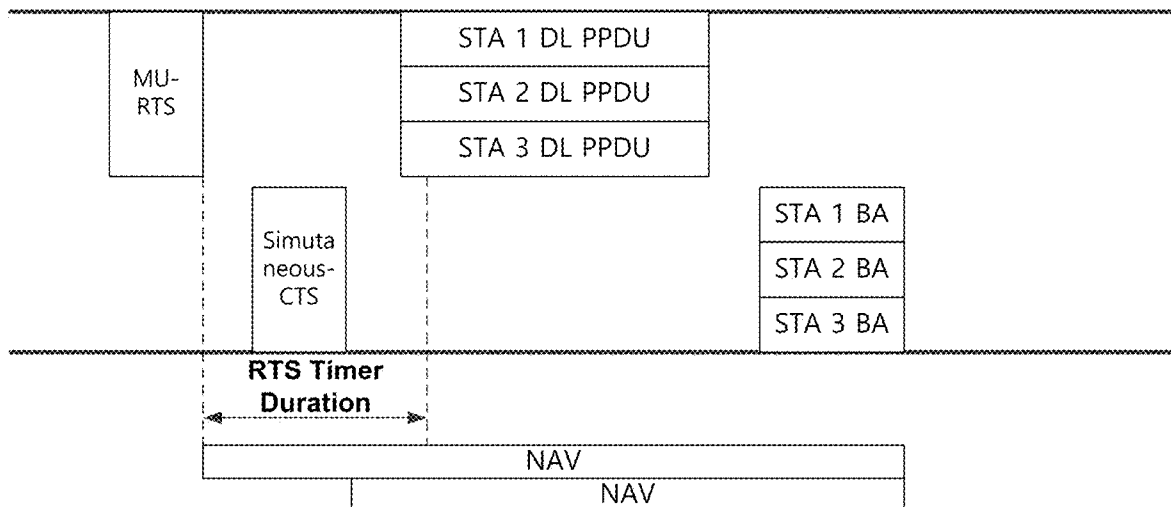 MU-
RTS
STA 1 DL PPDU
STA 2 DL PPDU
STA 3 DL PPDU
Simuta
neous-
CTS
STA 1 BA
STA 2 BA
STA 3 BA
RTS Timer
Duration
NAV
NAV